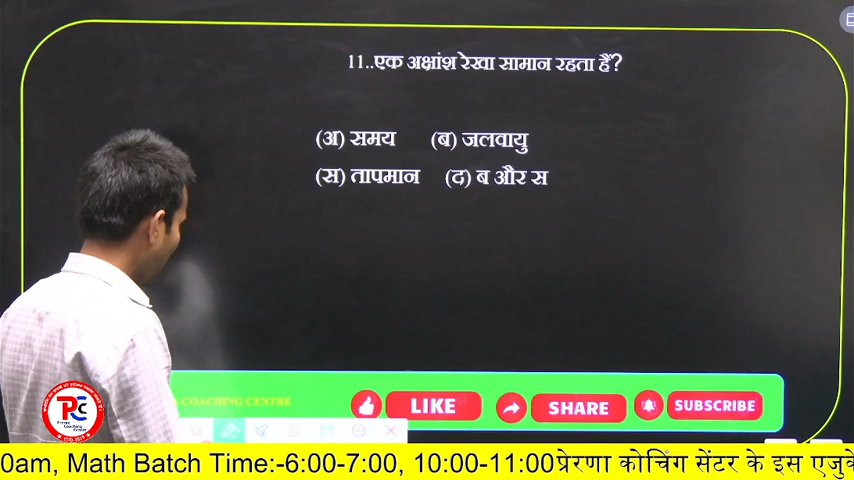 11..एक अक्षांश रेखा सामान रहता हैं?
(अ) समय (ब) जलवायु
(स) तापमान (द) ब और स
COACHING CENTRE
LIKE
SHARE
SUBSCRIBE
PC
0am, Math Batch Time:-6:00-7:00, 10:00-11:00प्रेरणा कोचिंग सेंटर के इस एजुके